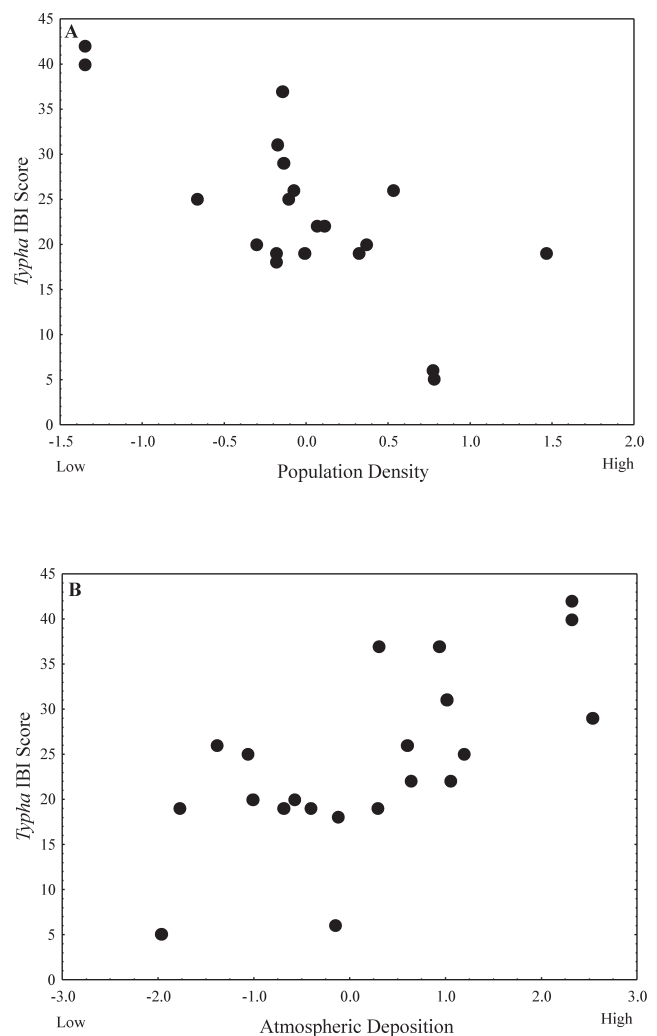 A
45
40
35
30
25
20
15
10
5
0
Typha IBI Score
-1.5 -1.0 -0.5 0.0 0.5 1.0 1.5 2.0
Low High
Population Density
B
45
40
35
30
25
20
15
10
5
0
Typha IBI Score
-3.0 -2.0 -1.0 0.0 1.0 2.0 3.0
Low High
Atmospheric Deposition